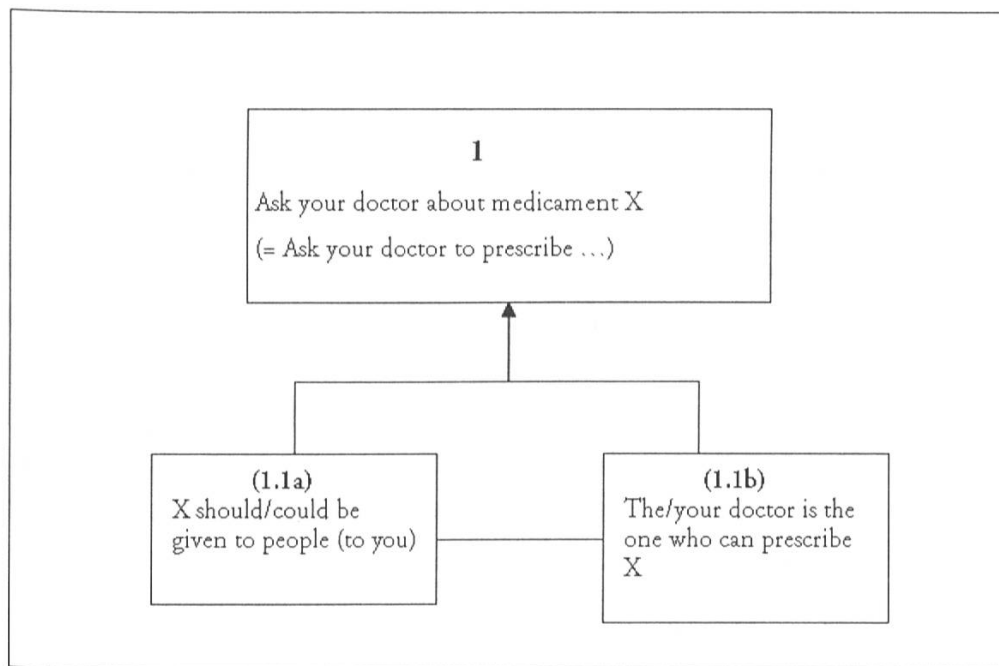 1
Ask your doctor about medicament X
(= Ask your doctor to prescribe ...)
(1.1a)
X should/could be
given to people (to you)
(1.1b)
The/your doctor is the
one who can prescribe
X